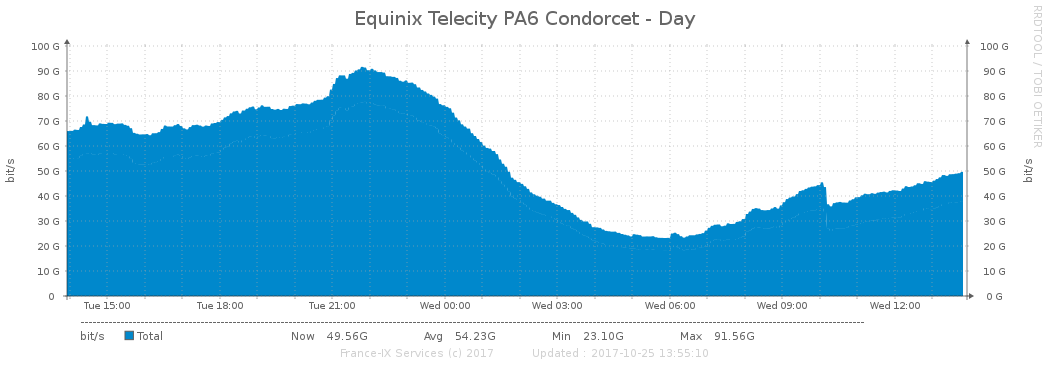 Equinix Telecity PA6 Condorcet - Day
RRDTOOL / TOBI OETIKER
bit/s
100 G
90 G
80 G
70 G
60 G
50 G
40 G
30 G
20 G
10 G
0
100 G
90 G
80 G
70 G
60 G
50 G
40 G
30 G
20 G
10 G
0 G
bit/s
Tue 15:00 Tue 18:00 Tue 21:00 Wed 00:00 Wed 03:00 Wed 06:00 Wed 09:00 Wed 12:00
bit/s Total Now 49.56G Avg 54.23G Min 23.10G Max 91.56G
France-IX Services (c) 2017 Updated : 2017-10-25 13:55:10